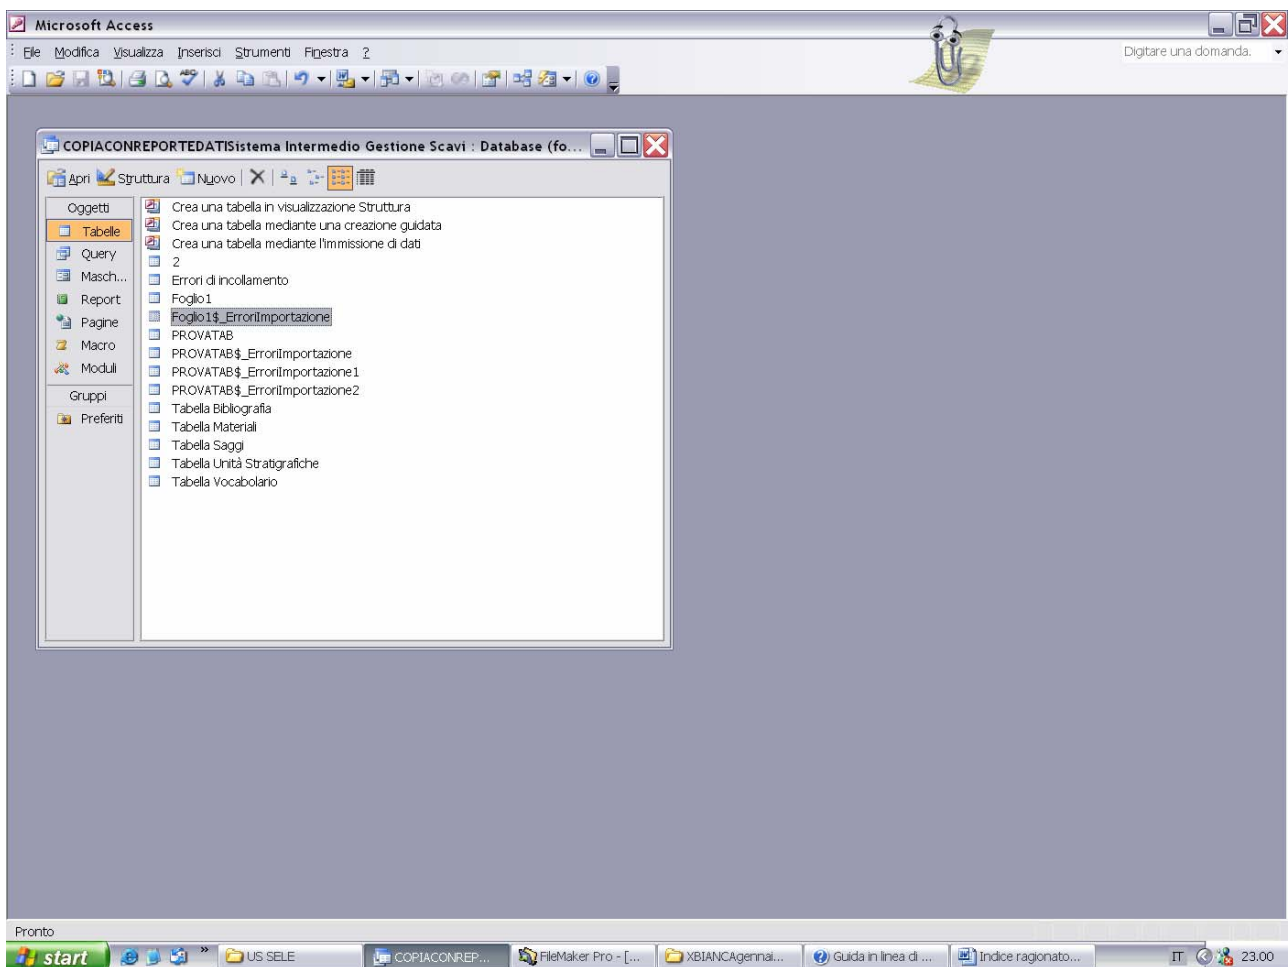 Microsoft Access
File Modifica Visualizza Inserisci Strumenti Finestra ?
Digitare una domanda.
COPIACONREPORTEDATISistema Intermedio Gestione Scavi : Database (fo...
Apri Struttura Nuovo
Oggetti
Tabelle
Query
Masch...
Report
Pagine
Macro
Moduli
Gruppi
Preferiti
Crea una tabella in visualizzazione Struttura
Crea una tabella mediante una creazione guidata
Crea una tabella mediante l'immissione di dati
2
Errori di incollamento
Foglio1
Foglio1$_ErroriImportazione
PROVATAB
PROVATAB$_ErroriImportazione
PROVATAB$_ErroriImportazione1
PROVATAB$_ErroriImportazione2
Tabella Bibliografia
Tabella Materiali
Tabella Saggi
Tabella Unità Stratigrafiche
Tabella Vocabolario
Pronto
start » US SELE COPIACONREP... FileMaker Pro - [... XBIANCAgennai... Guida in linea di ... Indice ragionato... IT 23.00